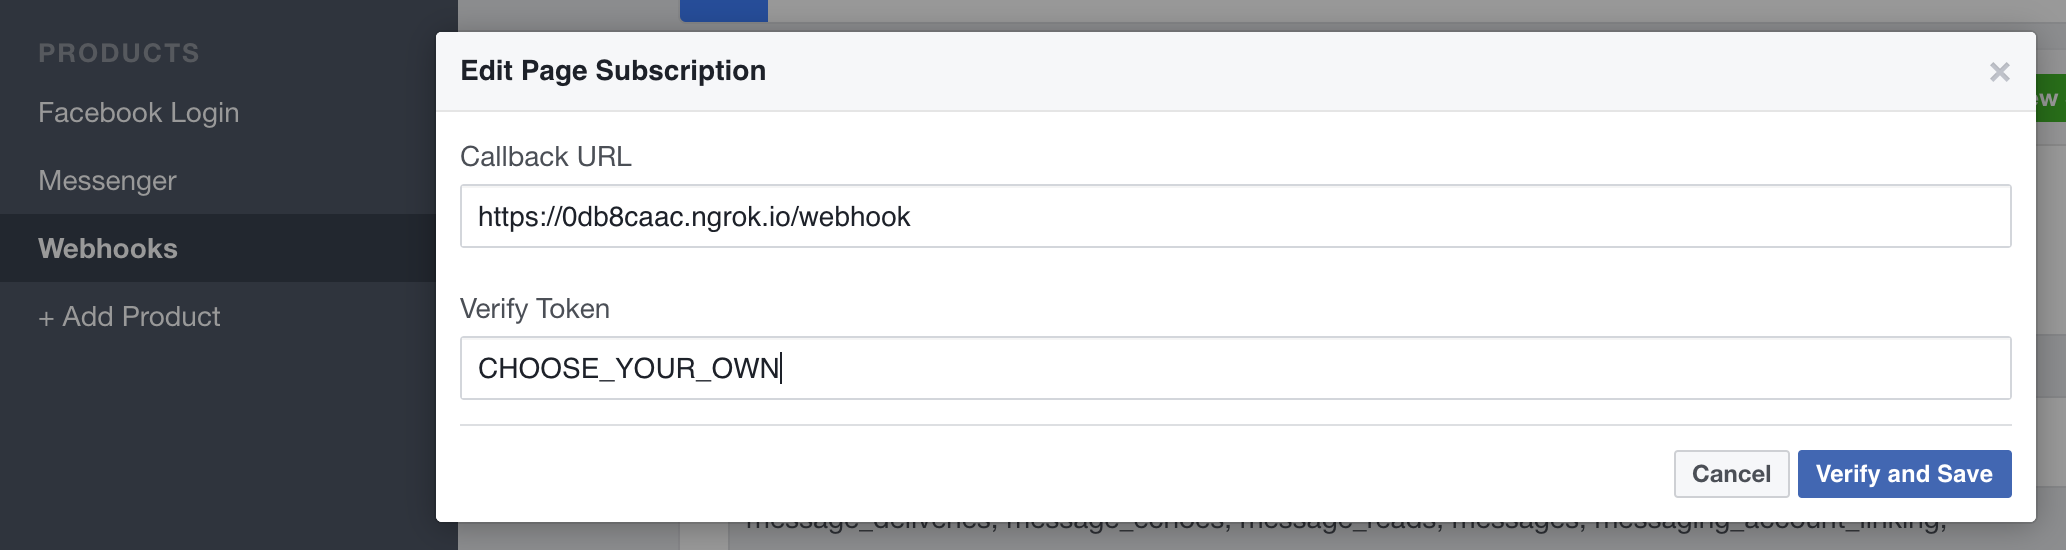 PRODUCTS
Facebook Login
Messenger
Webhooks
+ Add Product
Edit Page Subscription
×
Callback URL
https://0db8caac.ngrok.io/webhook
Verify Token
CHOOSE_YOUR_OWN
Cancel
Verify and Save
ew
message_deliveries, message_echoes, message_reads, messages, messaging_account_linking,